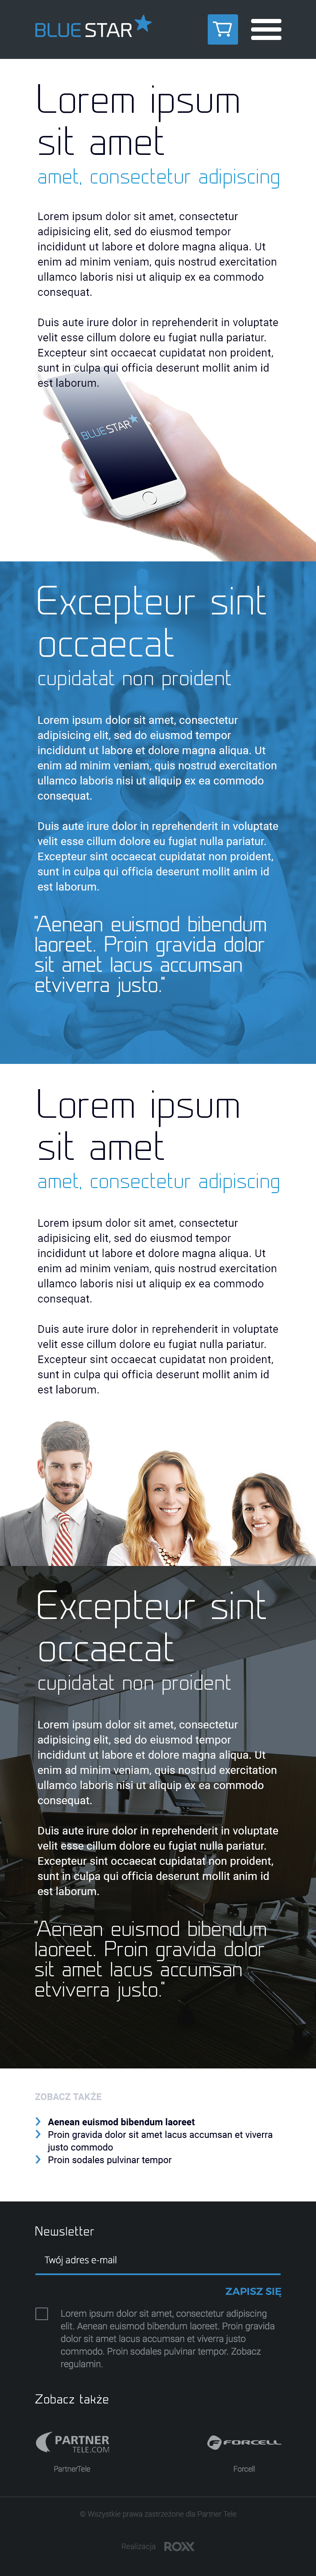 BLUE STAR
Lorem ipsum
sit amet
amet, consectetur adipiscing
Lorem ipsum dolor sit amet, consectetur
adipisicing elit, sed do eiusmod tempor
incididunt ut labore et dolore magna aliqua. Ut
enim ad minim veniam, quis nostrud exercitation
ullamco laboris nisi ut aliquip ex ea commodo
consequat.
Duis aute irure dolor in reprehenderit in voluptate
velit esse cillum dolore eu fugiat nulla pariatur.
Excepteur sint occaecat cupidatat non proident,
sunt in culpa qui officia deserunt mollit anim id
est laborum.
BLUE STAR
Excepteur sint
occaecat
cupidatat non proident
Lorem ipsum dolor sit amet, consectetur
adipisicing elit, sed do eiusmod tempor
incididunt ut labore et dolore magna aliqua. Ut
enim ad minim veniam, quis nostrud exercitation
ullamco laboris nisi ut aliquip ex ea commodo
consequat.
Duis aute irure dolor in reprehenderit in voluptate
velit esse cillum dolore eu fugiat nulla pariatur.
Excepteur sint occaecat cupidatat non proident,
sunt in culpa qui officia deserunt mollit anim id
est laborum.
"Aenean euismod bibendum
laoreet. Proin gravida dolor
sit amet lacus accumsan
etviverra justo."
Lorem ipsum
sit amet
amet, consectetur adipiscing
Lorem ipsum dolor sit amet, consectetur
adipisicing elit, sed do eiusmod tempor
incididunt ut labore et dolore magna aliqua. Ut
enim ad minim veniam, quis nostrud exercitation
ullamco laboris nisi ut aliquip ex ea commodo
consequat.
Duis aute irure dolor in reprehenderit in voluptate
velit esse cillum dolore eu fugiat nulla pariatur.
Excepteur sint occaecat cupidatat non proident,
sunt in culpa qui officia deserunt mollit anim id
est laborum.
Excepteur sint
occaecat
cupidatat non proident
Lorem ipsum dolor sit amet, consectetur
adipisicing elit, sed do eiusmod tempor
incididunt ut labore et dolore magna aliqua. Ut
enim ad minim veniam, quis nostrud exercitation
ullamco laboris nisi ut aliquip ex ea commodo
consequat.
Duis aute irure dolor in reprehenderit in voluptate
velit esse cillum dolore eu fugiat nulla pariatur.
Excepteur sint occaecat cupidatat non proident,
sunt in culpa qui officia deserunt mollit anim id
est laborum.
"Aenean euismod bibendum
laoreet. Proin gravida dolor
sit amet lacus accumsan
etviverra justo."
ZOBACZ TAKŻE
Aenean euismod bibendum laoreet
Proin gravida dolor sit amet lacus accumsan et viverra
justo commodo
Proin sodales pulvinar tempor
Newsletter
Twój adres e-mail
ZAPISZ SIĘ
Lorem ipsum dolor sit amet, consectetur adipiscing
elit. Aenean euismod bibendum laoreet. Proin gravida
dolor sit amet lacus accumsan et viverra justo
commodo. Proin sodales pulvinar tempor. Zobacz
regulamin.
Zobacz także
PARTNER
TELE.COM
FORCELL
PartnerTele
Forcell
© Wszystkie prawa zastrzeżone dla Partner Tele
Realizacja ROXX